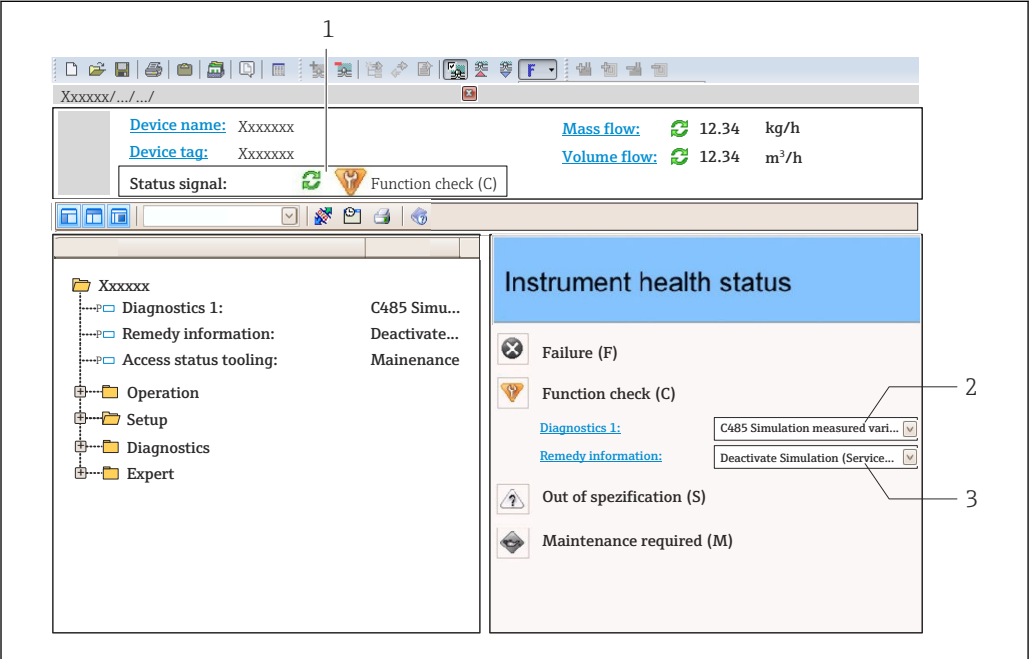 1
F
Xxxxxx/.../.../
Device name: Xxxxxxx
Mass flow: 12.34 kg/h
Device tag: Xxxxxxx
Volume flow: 12.34 m³/h
Status signal: Function check (C)
Xxxxxx
Diagnostics 1: C485 Simu...
Remedy information: Deactivate...
Access status tooling: Mainenance
Operation
Setup
Diagnostics
Expert
Instrument health status
Failure (F)
Function check (C)
2
Diagnostics 1: C485 Simulation measured vari...
Remedy information: Deactivate Simulation (Service...
Out of spezification (S)
3
Maintenance required (M)